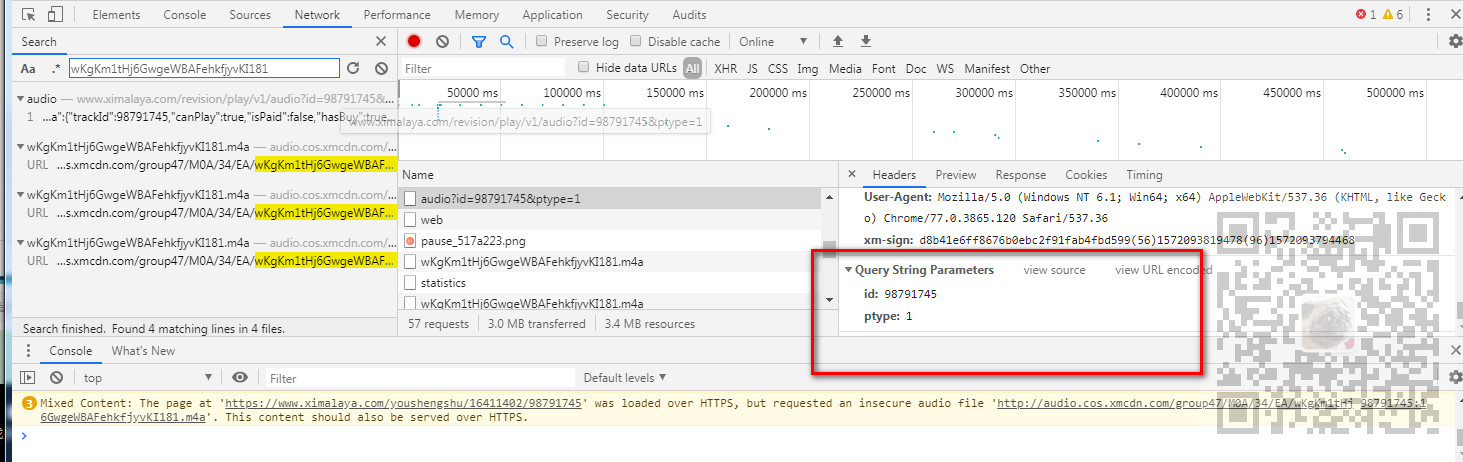 Elements Console Sources Network Performance Memory Application Security Audits 1 6
Search
Aa .* wKgKm1tHj6GwgeWBAFehkfjyvKI181
audio — www.ximalaya.com/revision/play/v1/audio?id=98791745&...
1 ...a":{"trackId":98791745,"canPlay":true,"isPaid":false,"hasBuy":true...
wKgKm1tHj6GwgeWBAFehkfjyvKI181.m4a — audio.cos.xmcdn.com/...
URL ...s.xmcdn.com/group47/M0A/34/EA/wKgKm1tHj6GwgeWBAF...
wKgKm1tHj6GwgeWBAFehkfjyvKI181.m4a — audio.cos.xmcdn.com/...
URL ...s.xmcdn.com/group47/M0A/34/EA/wKgKm1tHj6GwgeWBAF...
wKgKm1tHj6GwgeWBAFehkfjyvKI181.m4a — audio.cos.xmcdn.com/...
URL ...s.xmcdn.com/group47/M0A/34/EA/wKgKm1tHj6GwgeWBAF...
Search finished. Found 4 matching lines in 4 files.
Preserve log Disable cache Online
Filter Hide data URLs All XHR JS CSS Img Media Font Doc WS Manifest Other
50000 ms 100000 ms 150000 ms 200000 ms 250000 ms 300000 ms 350000 ms 400000 ms 450000 ms 500000 ms
www.ximalaya.com/revision/play/v1/audio?id=98791745&ptype=1
Name
audio?id=98791745&ptype=1
web
pause_517a223.png
wKgKm1tHj6GwgeWBAFehkfjyvKI181.m4a
statistics
wKgKm1tHj6GwgeWBAFehkfjyvKI181.m4a
57 requests 3.0 MB transferred 3.4 MB resources
Headers Preview Response Cookies Timing
User-Agent: Mozilla/5.0 (Windows NT 6.1; Win64; x64) AppleWebKit/537.36 (KHTML, like Geck
o) Chrome/77.0.3865.120 Safari/537.36
xm-sign: d8b41e6ff8676b0ebc2f91fab4fbd599(56)1572093819478(96)1572093794468
Query String Parameters view source view URL encoded
id: 98791745
ptype: 1
Console What's New
top Filter Default levels
3 Mixed Content: The page at 'https://www.ximalaya.com/youshengshu/16411402/98791745' was loaded over HTTPS, but requested an insecure audio file 'http://audio.cos.xmcdn.com/group47/M0A/34/EA/wKgKm1tHj 98791745:1
6GwgeWBAFehkfjyvKI181.m4a'. This content should also be served over HTTPS.